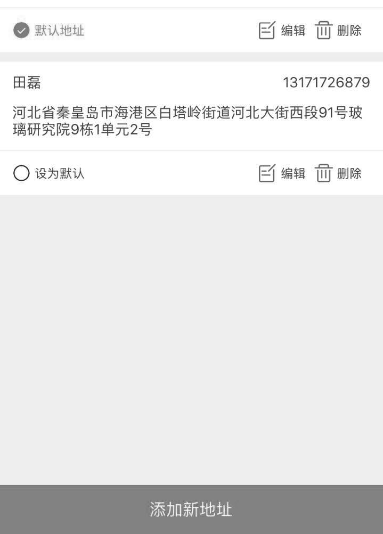 默认地址 编辑 删除
田磊 13171726879
河北省秦皇岛市海港区白塔岭街道河北大街西段91号玻
璃研究院9栋1单元2号
设为默认 编辑 删除
添加新地址